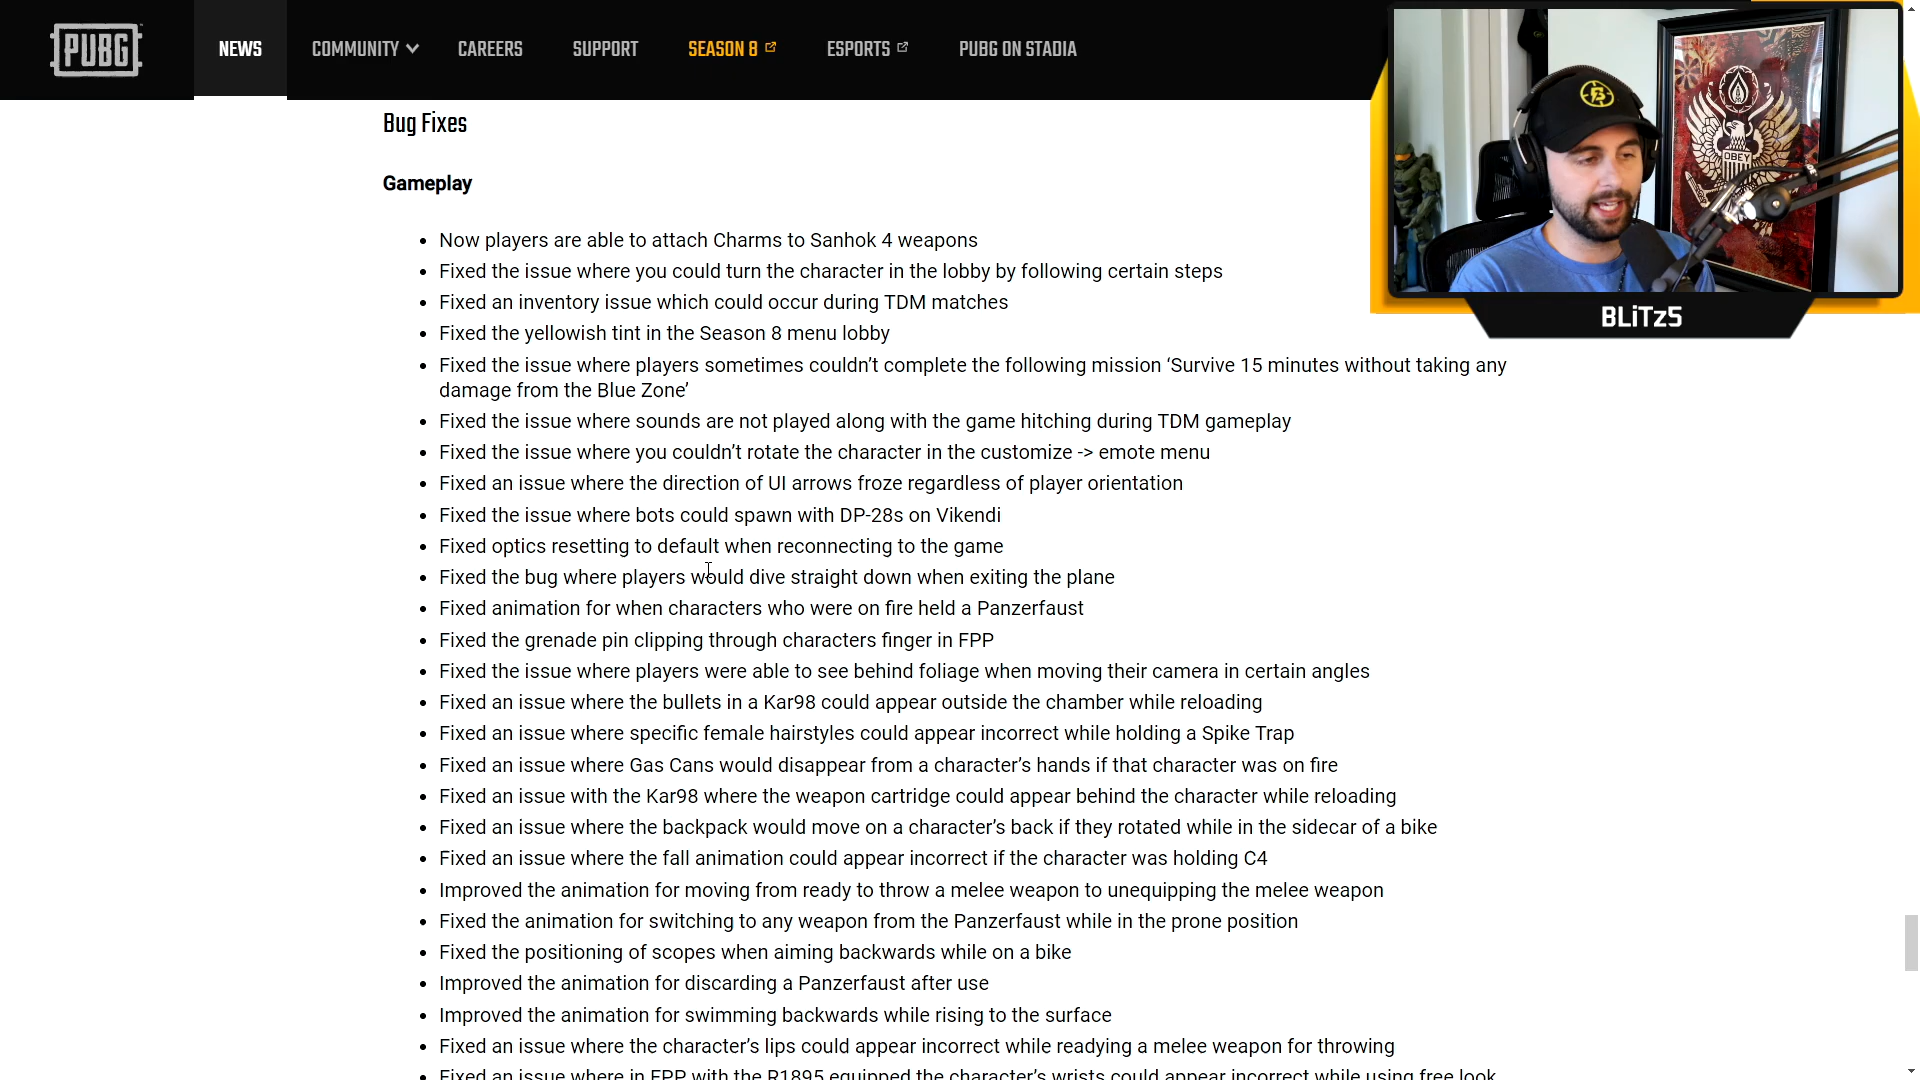 PUBG
NEWS
COMMUNITY
CAREERS
SUPPORT
SEASON 8
ESPORTS
PUBG ON STADIA
OBEY
BLiTz5
Bug Fixes
Gameplay
• Now players are able to attach Charms to Sanhok 4 weapons
• Fixed the issue where you could turn the character in the lobby by following certain steps
• Fixed an inventory issue which could occur during TDM matches
• Fixed the yellowish tint in the Season 8 menu lobby
• Fixed the issue where players sometimes couldn’t complete the following mission ‘Survive 15 minutes without taking any
damage from the Blue Zone’
• Fixed the issue where sounds are not played along with the game hitching during TDM gameplay
• Fixed the issue where you couldn’t rotate the character in the customize -> emote menu
• Fixed an issue where the direction of UI arrows froze regardless of player orientation
• Fixed the issue where bots could spawn with DP-28s on Vikendi
• Fixed optics resetting to default when reconnecting to the game
• Fixed the bug where players would dive straight down when exiting the plane
• Fixed animation for when characters who were on fire held a Panzerfaust
• Fixed the grenade pin clipping through characters finger in FPP
• Fixed the issue where players were able to see behind foliage when moving their camera in certain angles
• Fixed an issue where the bullets in a Kar98 could appear outside the chamber while reloading
• Fixed an issue where specific female hairstyles could appear incorrect while holding a Spike Trap
• Fixed an issue where Gas Cans would disappear from a character’s hands if that character was on fire
• Fixed an issue with the Kar98 where the weapon cartridge could appear behind the character while reloading
• Fixed an issue where the backpack would move on a character’s back if they rotated while in the sidecar of a bike
• Fixed an issue where the fall animation could appear incorrect if the character was holding C4
• Improved the animation for moving from ready to throw a melee weapon to unequipping the melee weapon
• Fixed the animation for switching to any weapon from the Panzerfaust while in the prone position
• Fixed the positioning of scopes when aiming backwards while on a bike
• Improved the animation for discarding a Panzerfaust after use
• Improved the animation for swimming backwards while rising to the surface
• Fixed an issue where the character’s lips could appear incorrect while readying a melee weapon for throwing
• Fixed an issue where in FPP with the R1895 equipped the character’s wrists could appear incorrect while using free look